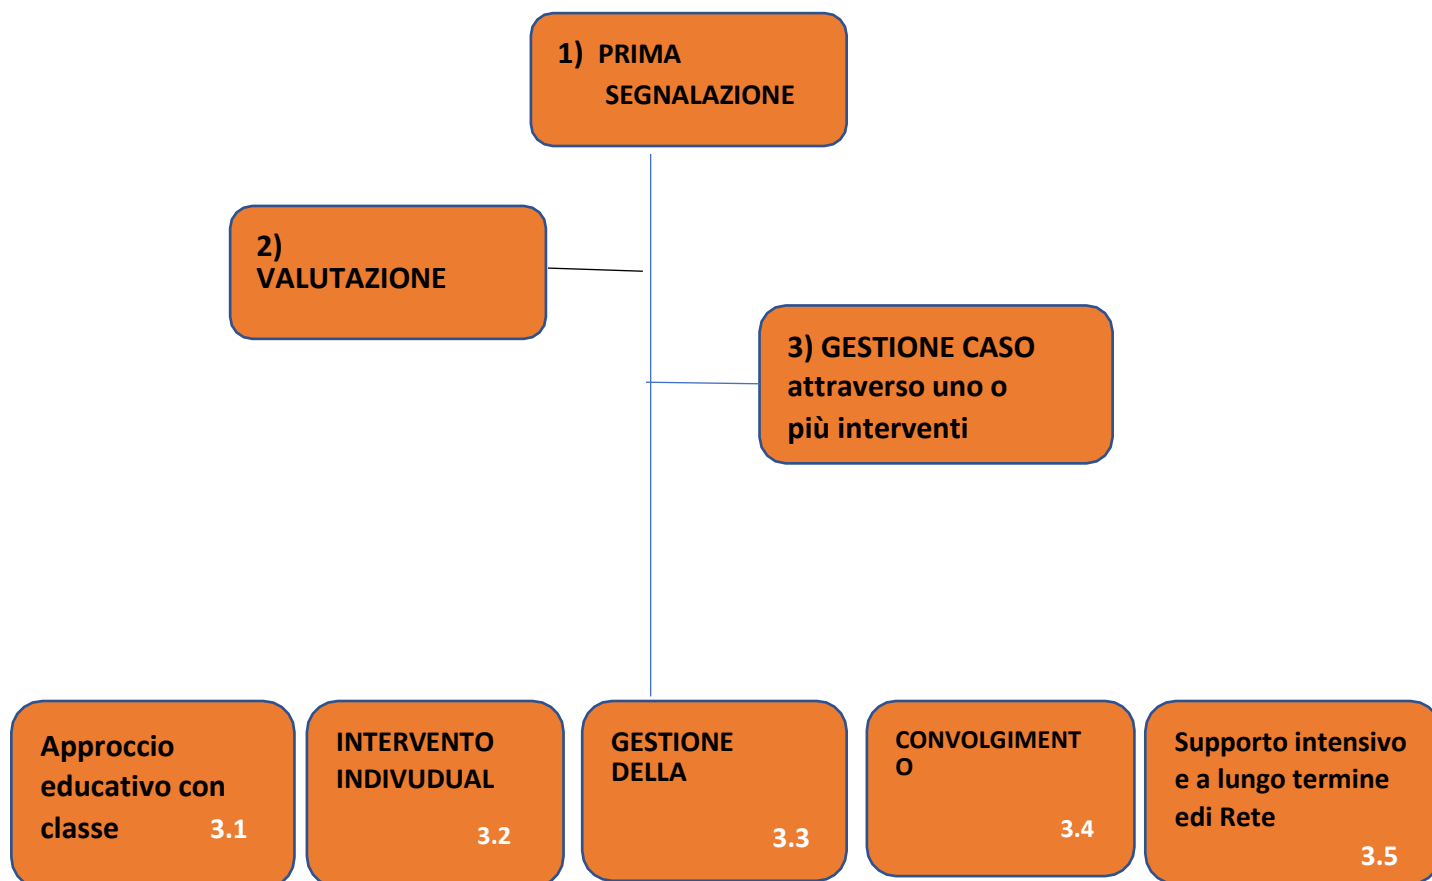 1) PRIMA
SEGNALAZIONE
2)
VALUTAZIONE
3) GESTIONE CASO
attraverso uno o
più interventi
Approccio
educativo con
classe 3.1
INTERVENTO
INDIVUDUAL
3.2
GESTIONE
DELLA
3.3
CONVOLGIMENT
O
3.4
Supporto intensivo
e a lungo termine
edi Rete
3.5